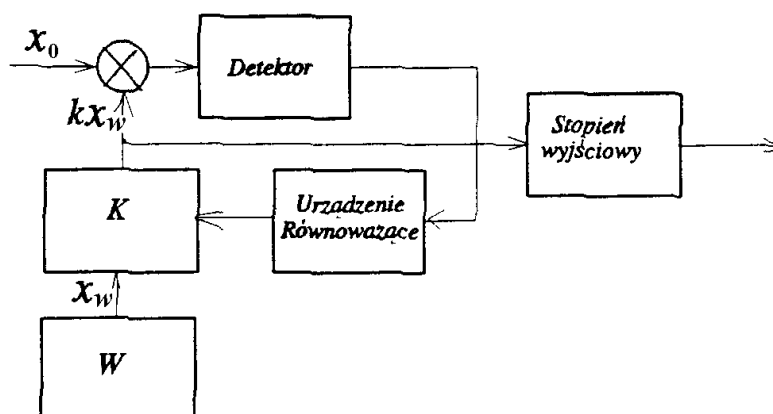 x₀
Detektor
kx_w
Stopień
wyjściowy
K
Urządzenie
Równoważące
x_w
W